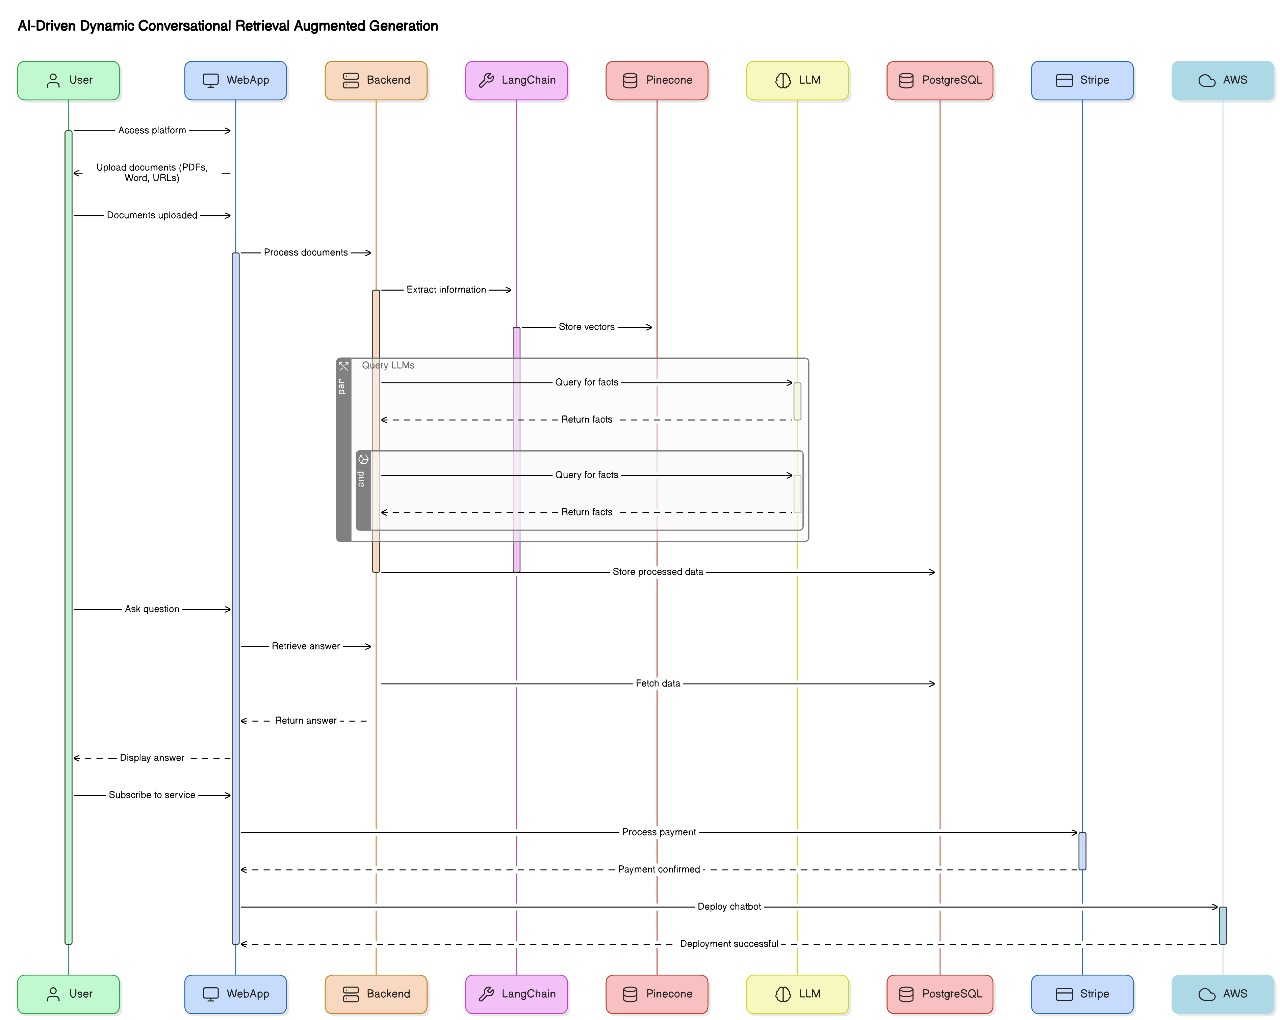 AI-Driven Dynamic Conversational Retrieval Augmented Generation
User
WebApp
Backend
LangChain
Pinecone
LLM
PostgreSQL
Stripe
AWS
Access platform
Upload documents (PDFs,
Word, URLs)
Documents uploaded
Process documents
Extract information
Store vectors
par
Query LLMs
Query for facts
Return facts
and
Query for facts
Return facts
Store processed data
Ask question
Retrieve answer
Fetch data
Return answer
Display answer
Subscribe to service
Process payment
Payment confirmed
Deploy chatbot
Deployment successful
User
WebApp
Backend
LangChain
Pinecone
LLM
PostgreSQL
Stripe
AWS